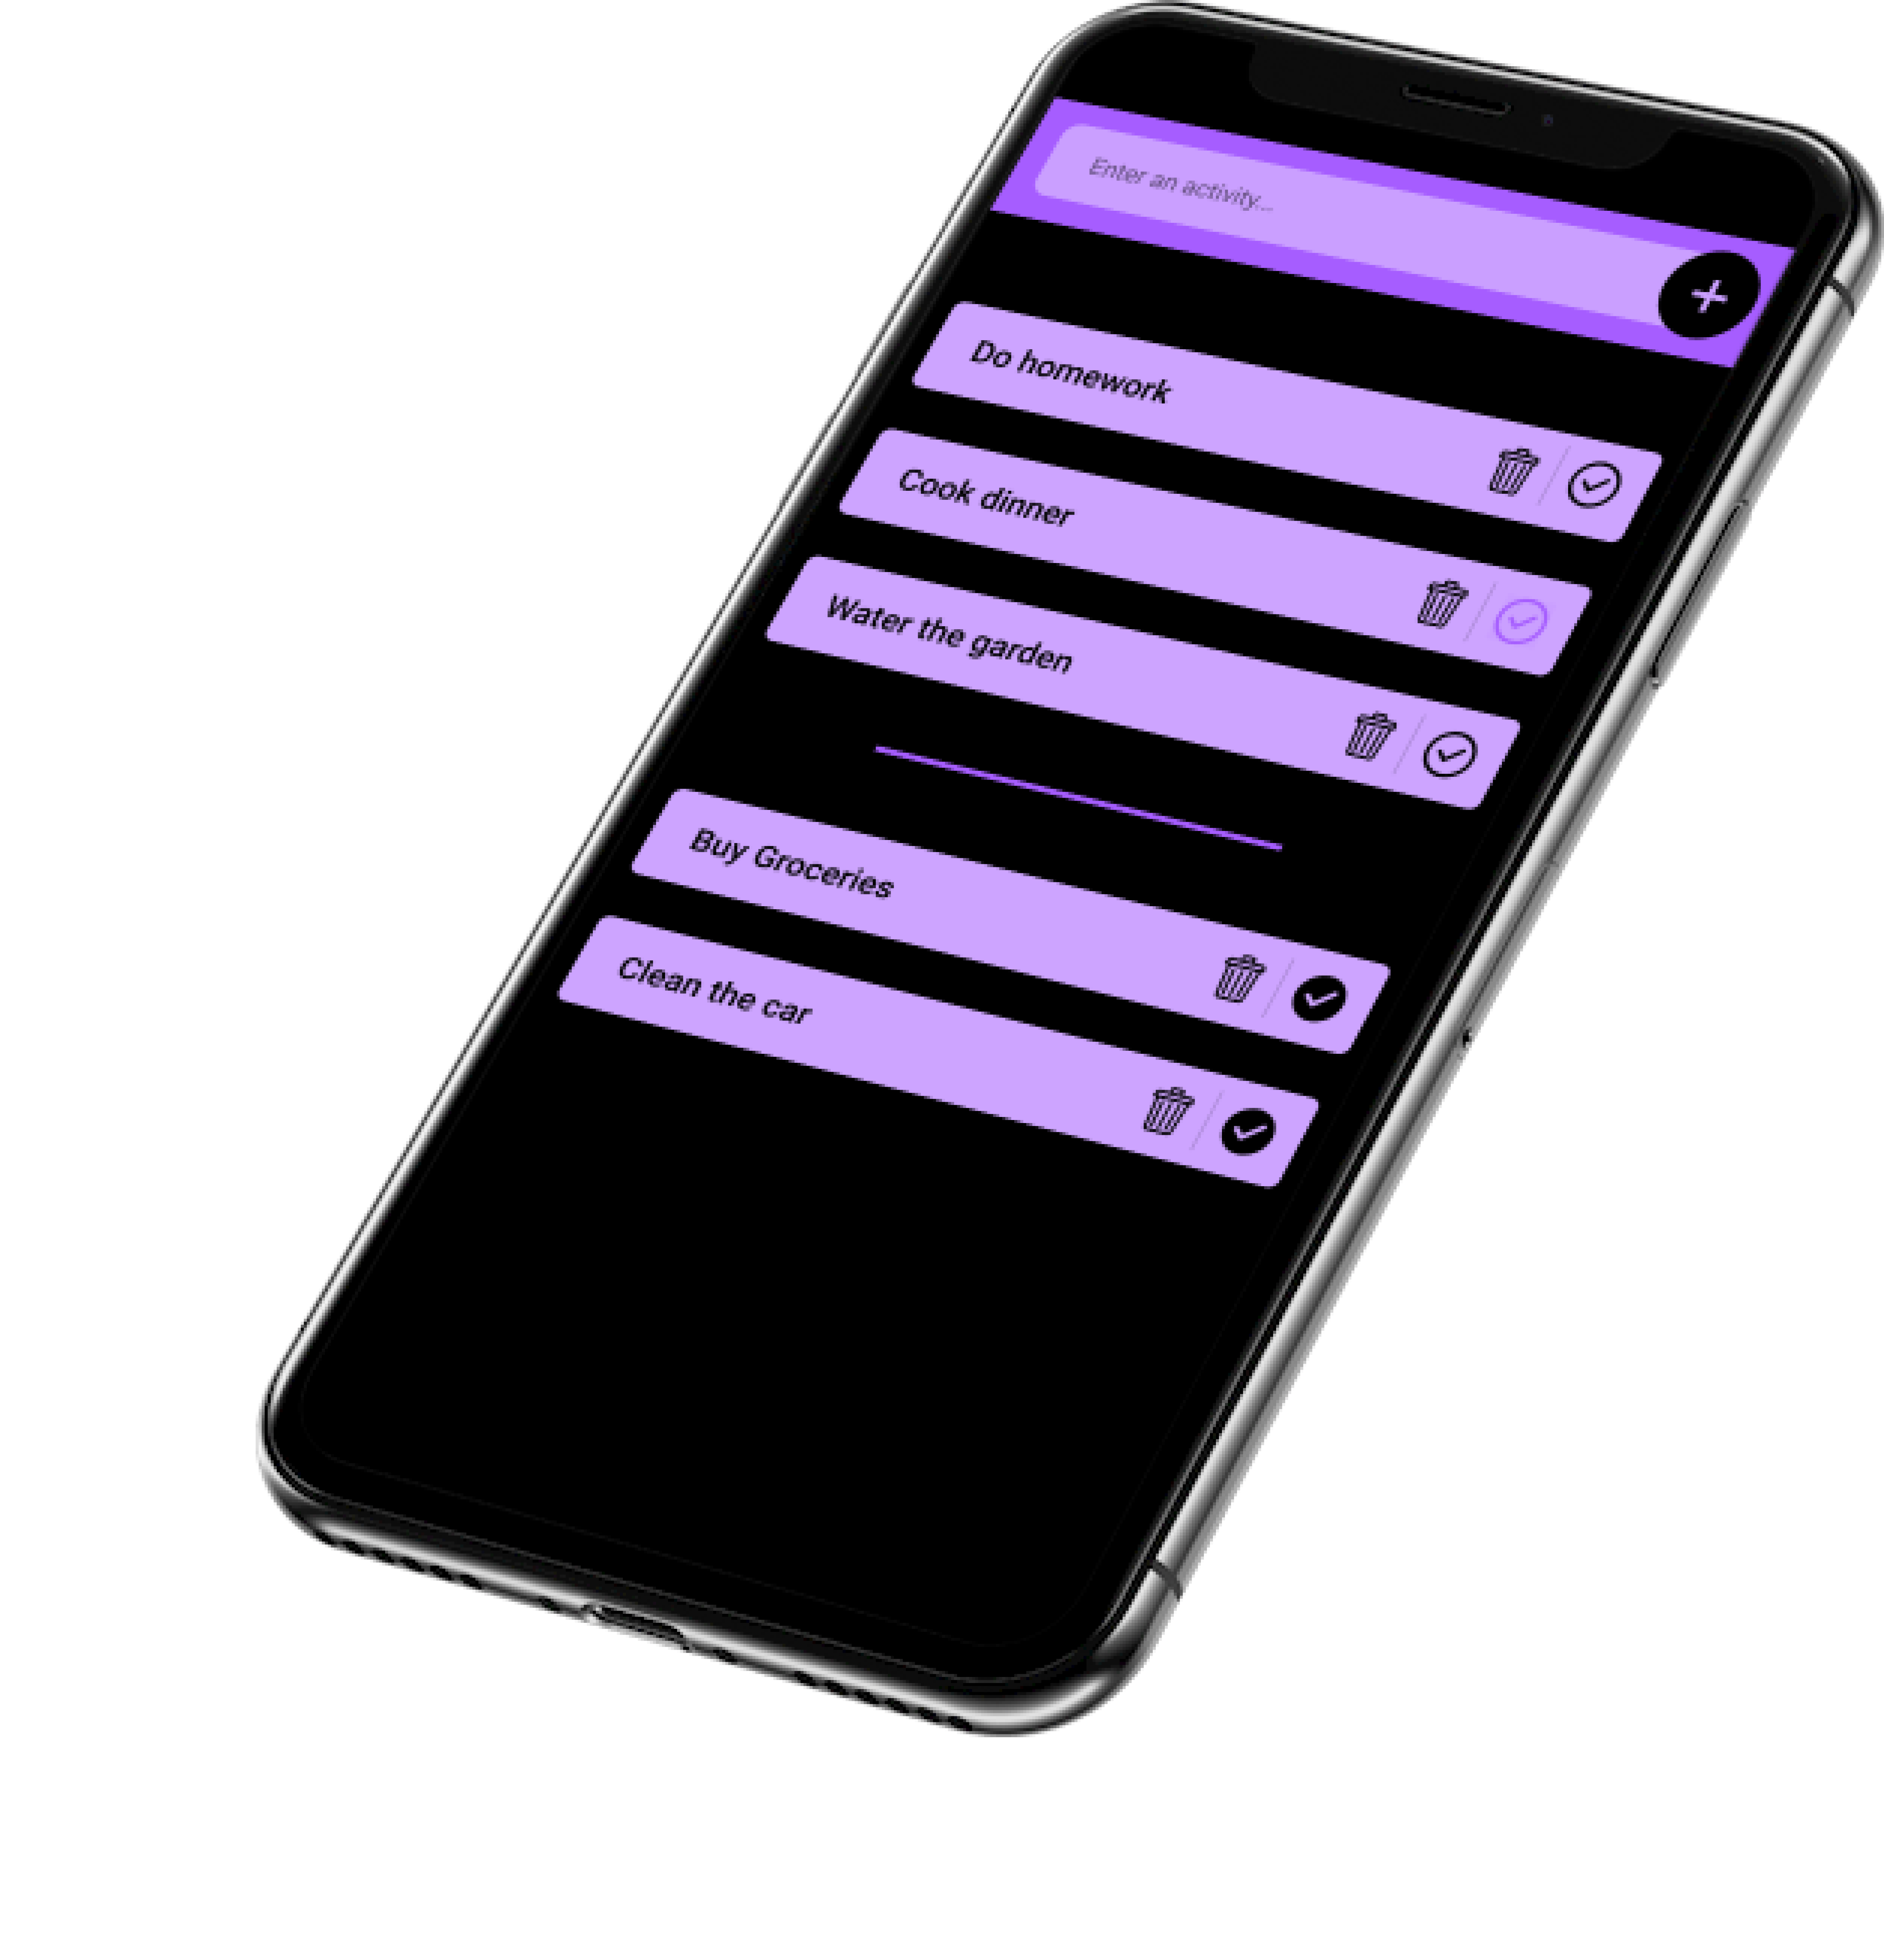 Enter an activity...
Do homework
Cook dinner
Water the garden
Buy Groceries
Clean the car